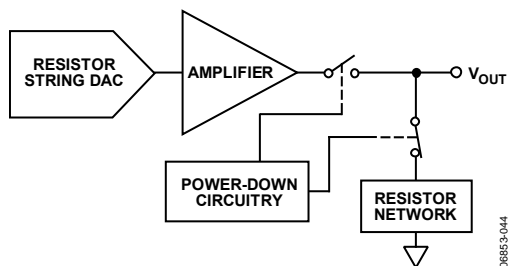 RESISTOR
STRING DAC
AMPLIFIER
VOUT
POWER-DOWN
CIRCUITRY
RESISTOR
NETWORK
06853-044